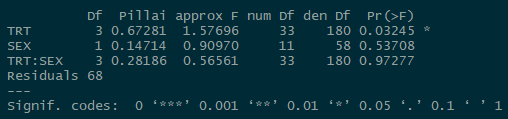 Df Pillai approx F num Df den Df Pr(>F)
TRT 3 0.67281 1.57696 33 180 0.03245 *
SEX 1 0.14714 0.90970 11 58 0.53708
TRT:SEX 3 0.28186 0.56561 33 180 0.97277
Residuals 68
---
Signif. codes: 0 ‘***’ 0.001 ‘**’ 0.01 ‘*’ 0.05 ‘.’ 0.1 ‘ ’ 1